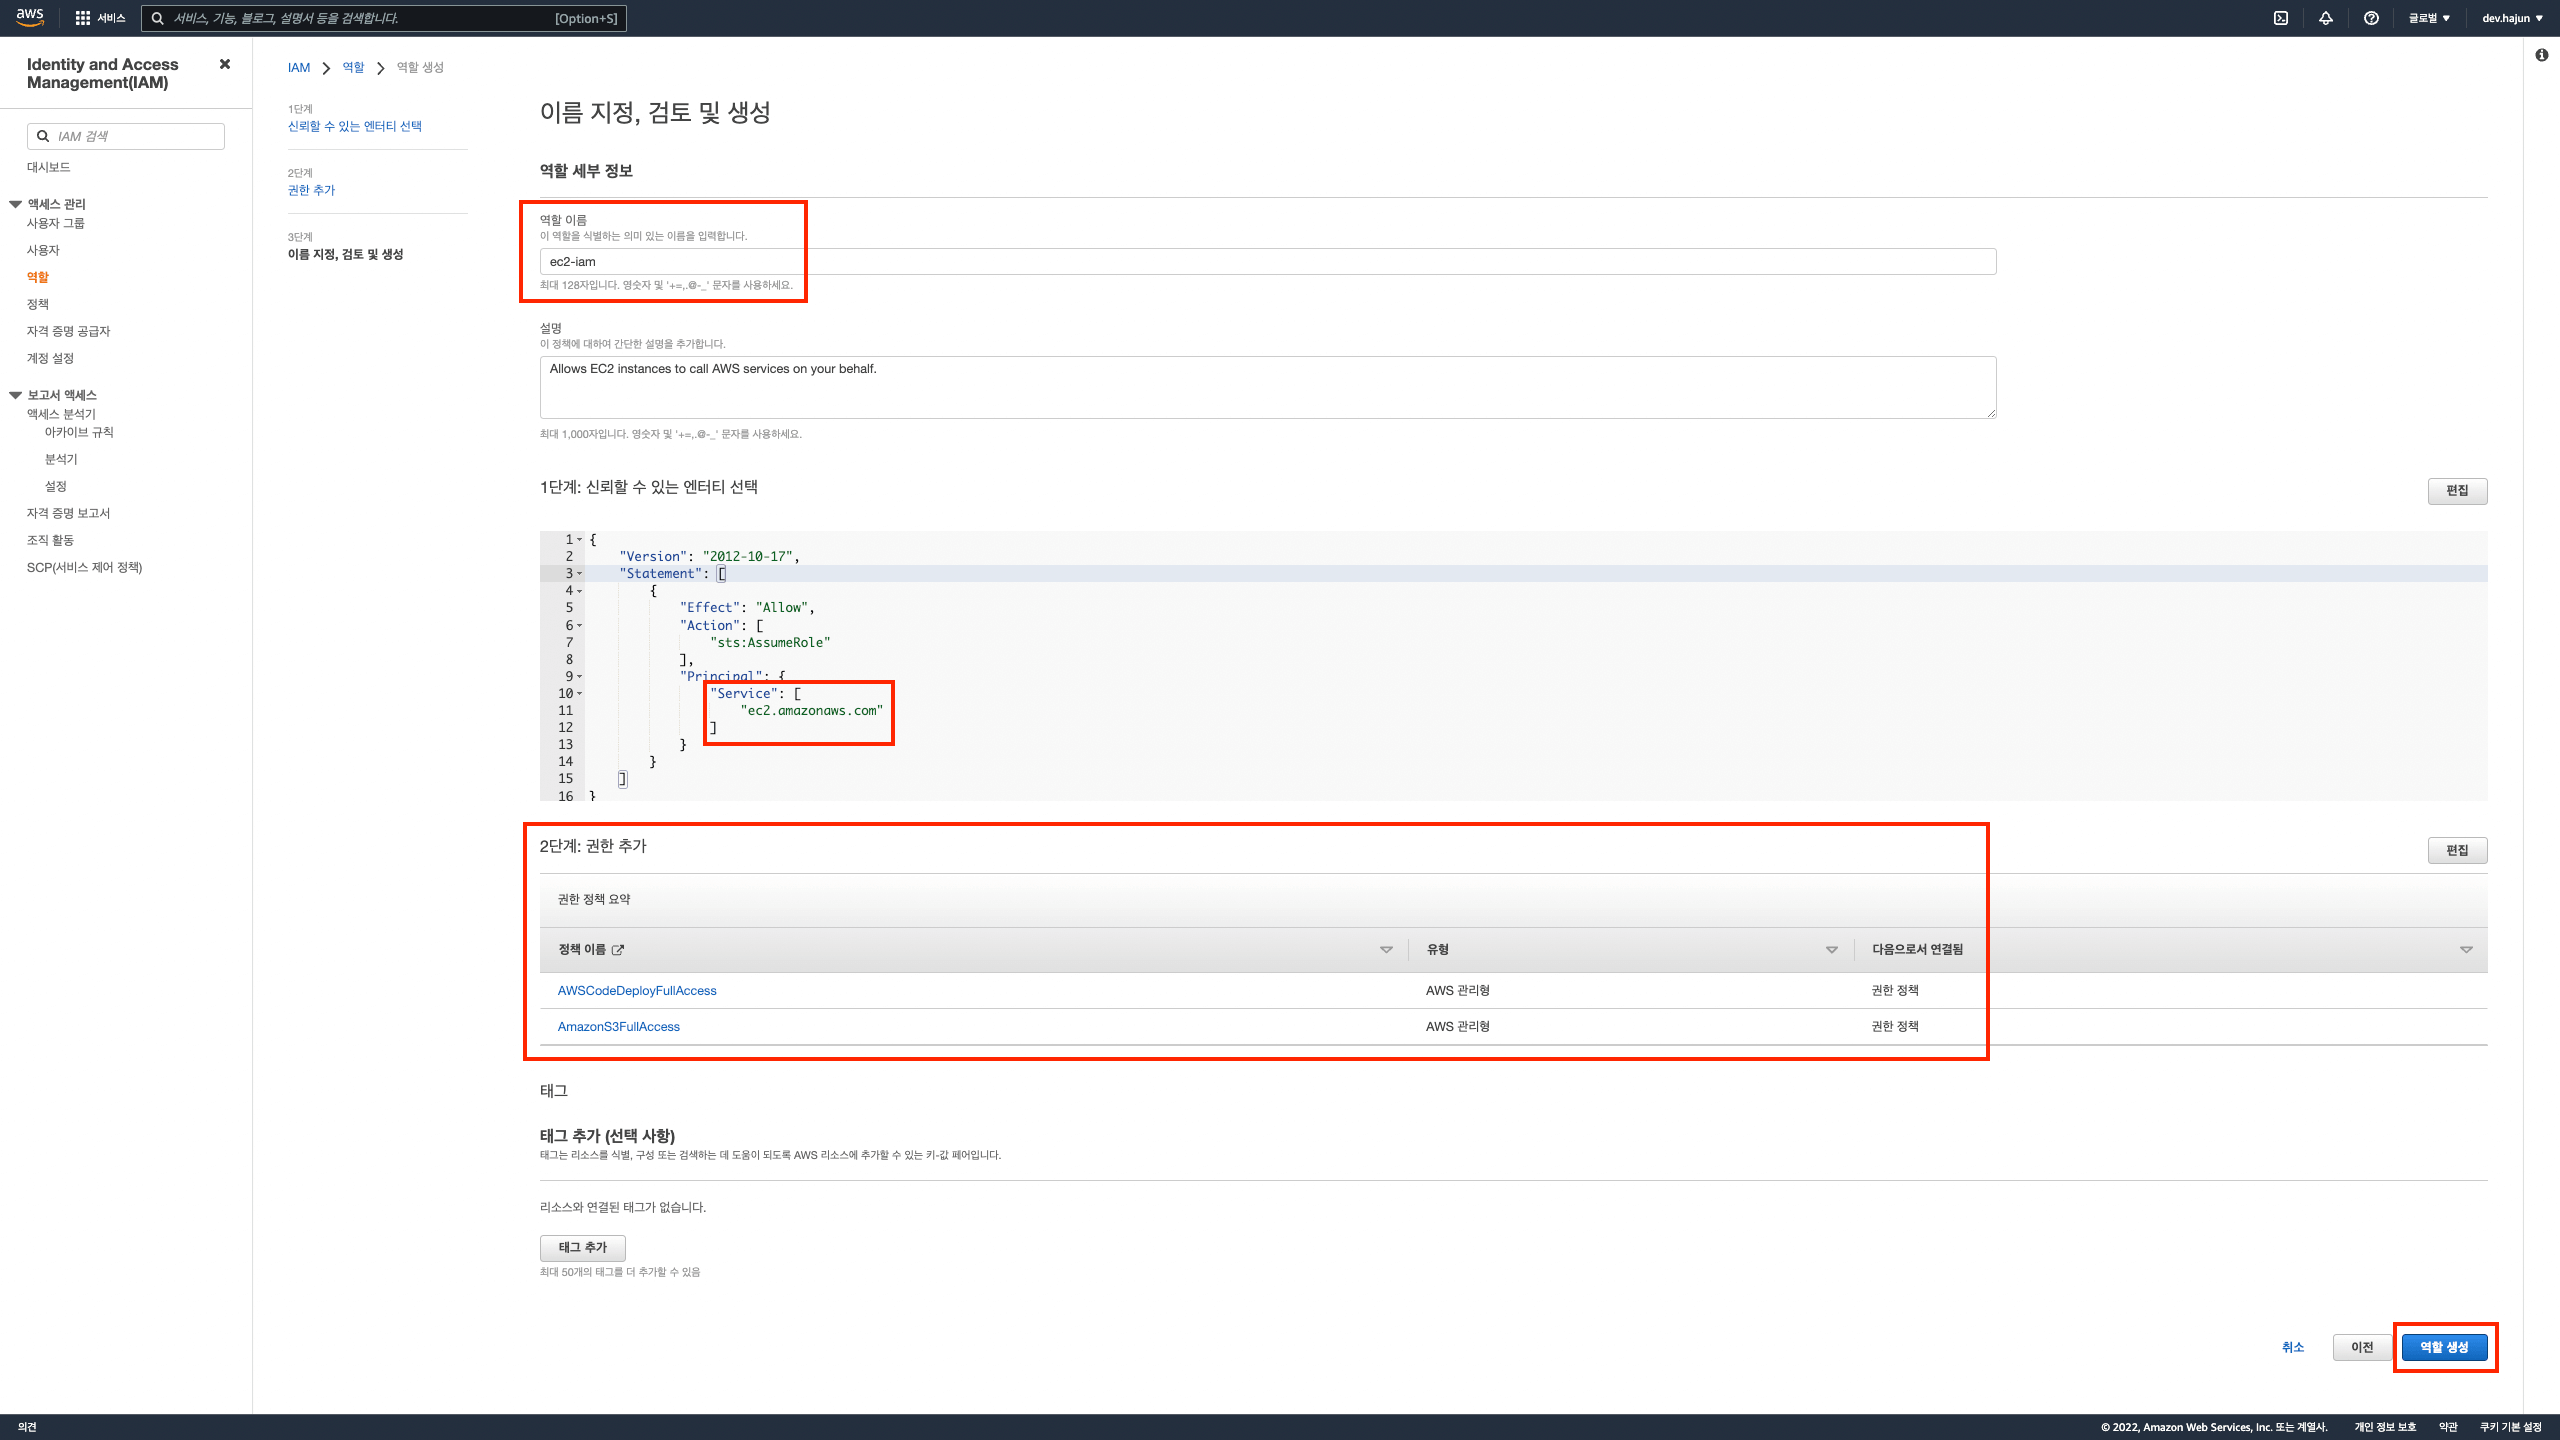 aws
서비스
서비스, 기능, 블로그, 설명서 등을 검색합니다.
[Option+S]
글로벌
dev.hajun
Identity and Access
Management(IAM)
IAM 검색
대시보드
액세스 관리
사용자 그룹
사용자
역할
정책
자격 증명 공급자
계정 설정
보고서 액세스
액세스 분석기
아카이브 규칙
분석기
설정
자격 증명 보고서
조직 활동
SCP(서비스 제어 정책)
IAM
역할
역할 생성
1단계
신뢰할 수 있는 엔터티 선택
2단계
권한 추가
3단계
이름 지정, 검토 및 생성
이름 지정, 검토 및 생성
역할 세부 정보
역할 이름
이 역할을 식별하는 의미 있는 이름을 입력합니다.
ec2-iam
최대 128자입니다. 영숫자 및 '+=,.@-_' 문자를 사용하세요.
설명
이 정책에 대하여 간단한 설명을 추가합니다.
Allows EC2 instances to call AWS services on your behalf.
최대 1,000자입니다. 영숫자 및 '+=,.@-_' 문자를 사용하세요.
1단계: 신뢰할 수 있는 엔터티 선택
편집
1 {
2 "Version": "2012-10-17",
3 "Statement": [
4 {
5 "Effect": "Allow",
6 "Action": [
7 "sts:AssumeRole"
8 ],
9 "Principal": {
10 "Service": [
11 "ec2.amazonaws.com"
12 ]
13 }
14 }
15 ]
16 }
2단계: 권한 추가
편집
권한 정책 요약
정책 이름
유형
다음으로서 연결됨
AWSCodeDeployFullAccess
AWS 관리형
권한 정책
AmazonS3FullAccess
AWS 관리형
권한 정책
태그
태그 추가 (선택 사항)
태그는 리소스를 식별, 구성 또는 검색하는 데 도움이 되도록 AWS 리소스에 추가할 수 있는 키-값 페어입니다.
리소스와 연결된 태그가 없습니다.
태그 추가
최대 50개의 태그를 더 추가할 수 있음
취소
이전
역할 생성
의견
© 2022, Amazon Web Services, Inc. 또는 계열사.
개인 정보 보호
약관
쿠키 기본 설정